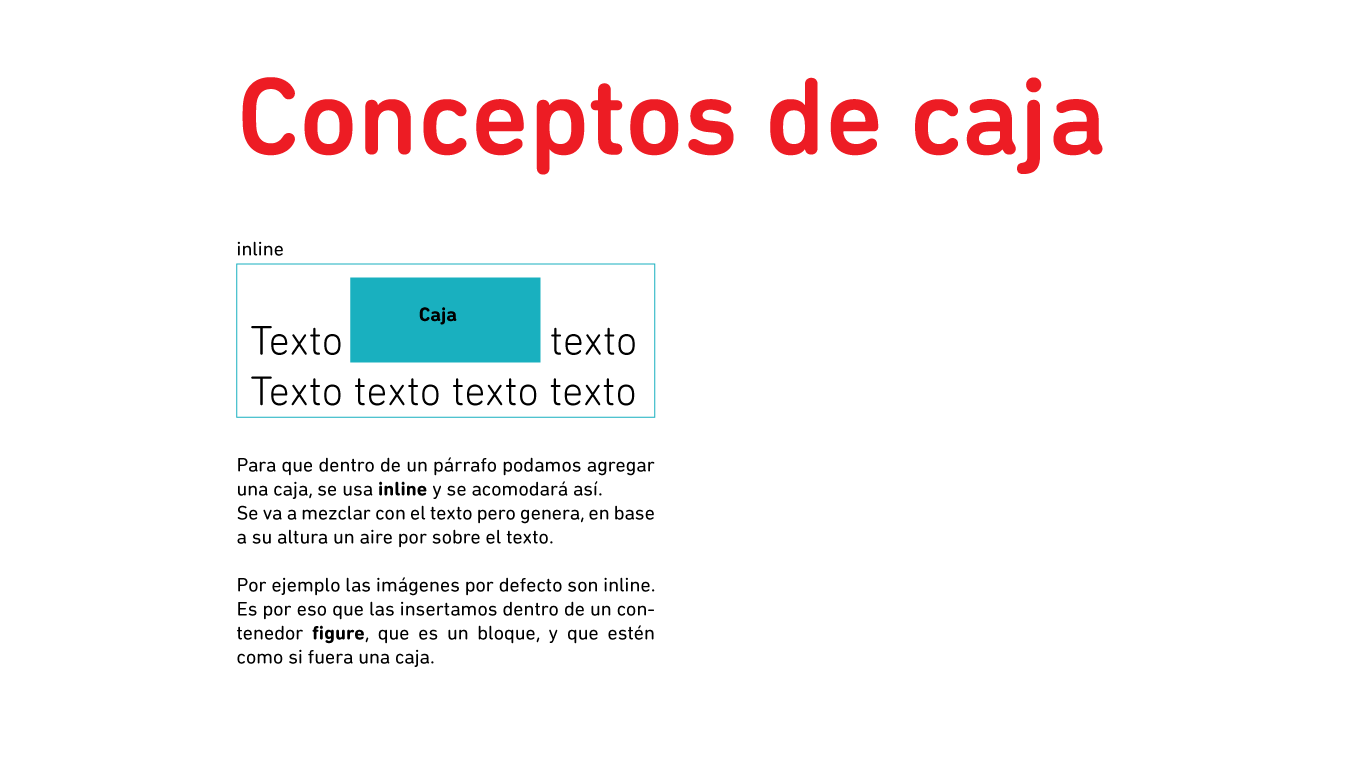 Conceptos de caja
inline
Caja
Texto texto
Texto texto texto texto
Para que dentro de un párrafo podamos agregar
una caja, se usa inline y se acomodará así.
Se va a mezclar con el texto pero genera, en base
a su altura un aire por sobre el texto.
Por ejemplo las imágenes por defecto son inline.
Es por eso que las insertamos dentro de un con-
tenedor figure, que es un bloque, y que estén
como si fuera una caja.